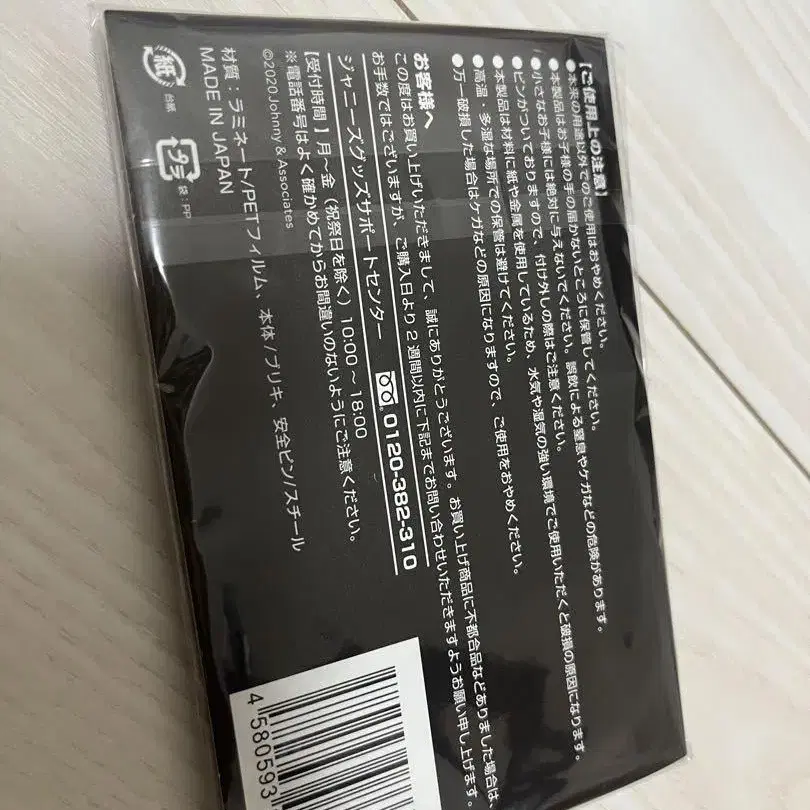 【ご使用上の注意】
●本来の用途以外でのご使用はおやめください。
●本製品はお子様の手の届かないところに保管してください。
●小さなお子様には絶対に与えないでください。誤飲による窒息やケガなどの危険があります。
●ピンがついておりますので、付け外しの際はご注意ください。
●本製品は材料に紙や金属を使用しているため、水気や湿気の強い環境でご使用いただくと破損の原因になります。
●高温・多湿な場所での保管は避けてください。
●万一破損した場合はケガなどの原因になりますので、ご使用をおやめください。
お客様へ
この度はお買い上げいただきまして、誠にありがとうございます。お買い上げ商品に不都合品などありました場合は、
お手数ではございますが、ご購入日より2週間以内に下記までお問い合わせいただきますようお願い申し上げます。
ジャニーズグッズサポートセンター 0120-382-310
【受付時間】月～金（祝祭日を除く）10:00～18:00
※電話番号はよく確かめてからお間違いのないようにご注意ください。
©2020 Johnny & Associates
材質：ラミネート/PETフィルム、本体/ブリキ、安全ピン/スチール
MADE IN JAPAN
紙 台紙
プラ 袋：PP
4 580593